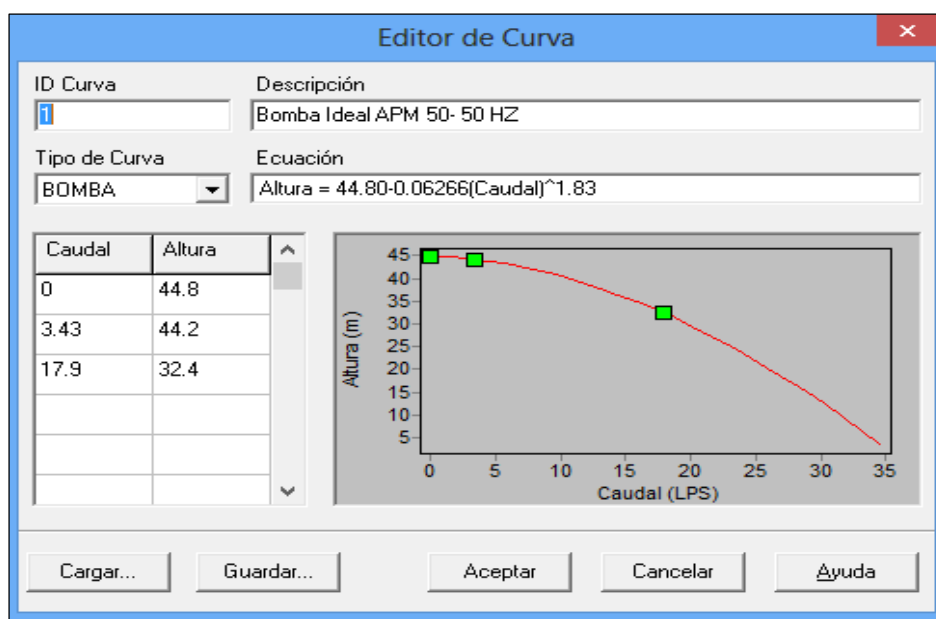 Editor de Curva
ID Curva
Descripción
1
Bomba Ideal APM 50- 50 HZ
Tipo de Curva
Ecuación
BOMBA
Altura = 44.80-0.06266(Caudal)^1.83
Caudal Altura
0 44.8
3.43 44.2
17.9 32.4
Altura (m)
45
40
35
30
25
20
15
10
5
0 5 10 15 20 25 30 35
Caudal (LPS)
Cargar... Guardar... Aceptar Cancelar Ayuda